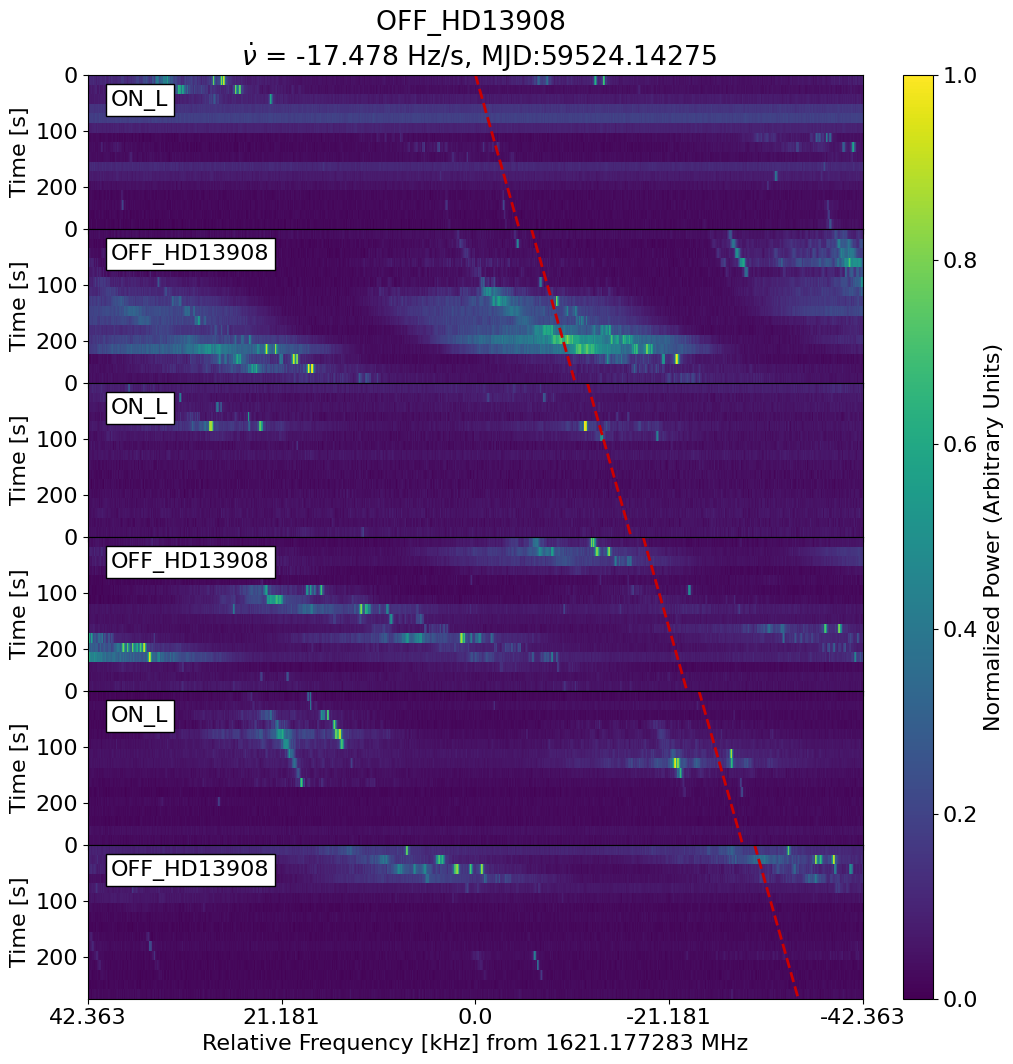 OFF_HD13908
ν̇ = -17.478 Hz/s, MJD:59524.14275
ON_L
OFF_HD13908
ON_L
OFF_HD13908
ON_L
OFF_HD13908
Time [s]
0
100
200
Time [s]
0
100
200
Time [s]
0
100
200
Time [s]
0
100
200
Time [s]
0
100
200
Time [s]
0
100
200
42.363 21.181 0.0 -21.181 -42.363
Relative Frequency [kHz] from 1621.177283 MHz
1.0
0.8
0.6
0.4
0.2
0.0
Normalized Power (Arbitrary Units)